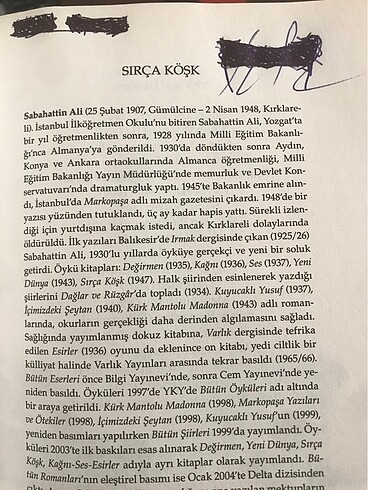 SIRÇA KÖŞK
Sabahattin Ali (25 Şubat 1907, Gümülcine – 2 Nisan 1948, Kırklare-
li). İstanbul İlköğretmen Okulu'nu bitiren Sabahattin Ali, Yozgat'ta
bir yıl öğretmenlikten sonra, 1928 yılında Milli Eğitim Bakanlı-
ğı'nca Almanya'ya gönderildi. 1930'da döndükten sonra Aydın,
Konya ve Ankara ortaokullarında Almanca öğretmenliği, Milli
Eğitim Bakanlığı Yayın Müdürlüğü'nde memurluk ve Devlet Kon-
servatuvarı'nda dramaturgluk yaptı. 1945'te Bakanlık emrine alın-
dı, İstanbul'da Markopaşa adlı mizah gazetesini çıkardı. 1948'de bir
yazısı yüzünden tutuklandı, üç ay kadar hapis yattı. Sürekli izlen-
diği için yurtdışına kaçmak istedi, ancak Kırklareli dolaylarında
öldürüldü. İlk yazıları Balıkesir'de Irmak dergisinde çıkan (1925/26)
Sabahattin Ali, 1930'lu yıllarda öyküye gerçekçi ve yeni bir soluk
getirdi. Öykü kitapları: Değirmen (1935), Kağnı (1936), Ses (1937), Yeni
Dünya (1943), Sırça Köşk (1947). Halk şiirinden esinlenerek yazdığı
şiirlerini Dağlar ve Rüzgâr'da topladı (1934). Kuyucaklı Yusuf (1937),
İçimizdeki Şeytan (1940), Kürk Mantolu Madonna (1943) adlı roman-
larında, okurların gerçekliği daha derinden algılamasını sağladı.
Sağlığında yayımlanmış dokuz kitabına, Varlık dergisinde tefrika
edilen Esirler (1936) oyunu da eklenince on kitabı, yedi ciltlik bir
külliyat halinde Varlık Yayınları arasında tekrar basıldı (1965/66).
Bütün Eserleri önce Bilgi Yayınevi'nde, sonra Cem Yayınevi'nde ye-
niden basıldı. Öyküleri 1997'de YKY'de Bütün Öyküleri adı altında
bir araya getirildi. Kürk Mantolu Madonna (1998), Markopaşa Yazıları
ve Ötekiler (1998), İçimizdeki Şeytan (1998), Kuyucaklı Yusuf'un (1999),
yeniden basımları yapılırken Bütün Şiirleri 1999'da yayımlandı. Öy-
küleri 2003'te ilk baskıları esas alınarak Değirmen, Yeni Dünya, Sırça
Köşk, Kağnı-Ses-Esirler adıyla ayrı kitaplar olarak yayımlandı. Bü-
tün Romanları'nın eleştirel basımı ise Ocak 2004'te Delta dizisinden